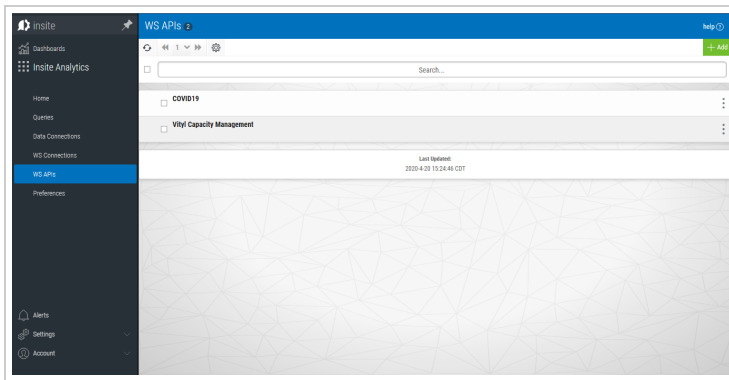 insite
Dashboards
Insite Analytics
Home
Queries
Data Connections
WS Connections
WS APIs
Preferences
Alerts
Settings
Account
WS APIs 2
help ?
1
+ Add
Search...
COVID19
Vityl Capacity Management
Last Updated:
2020-4-20 15:24:46 CDT